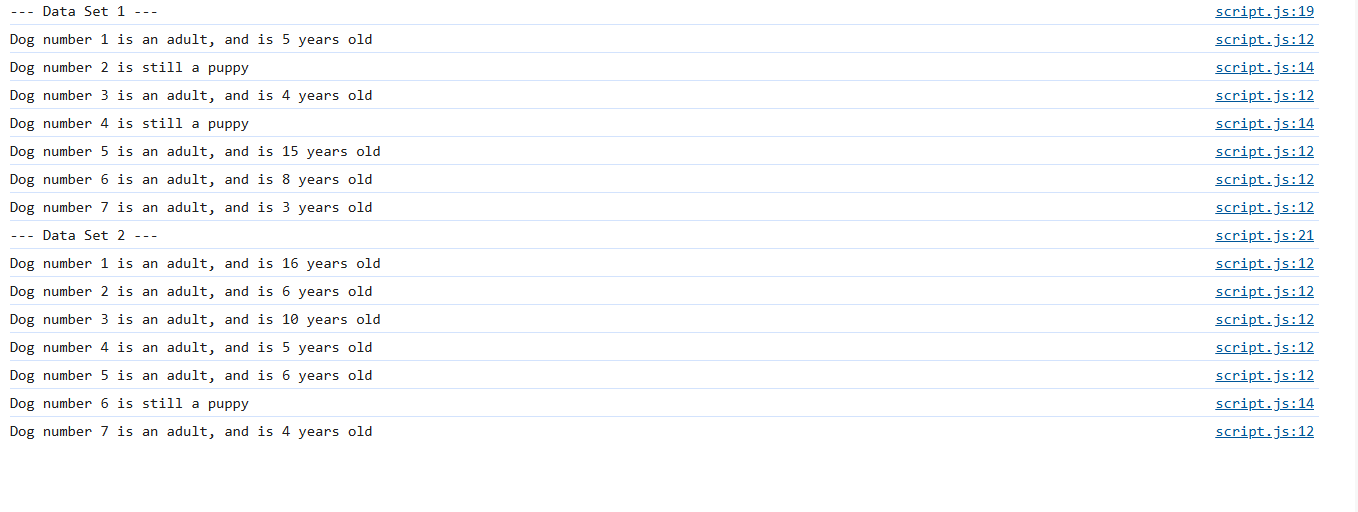 --- Data Set 1 --- script.js:19
Dog number 1 is an adult, and is 5 years old script.js:12
Dog number 2 is still a puppy script.js:14
Dog number 3 is an adult, and is 4 years old script.js:12
Dog number 4 is still a puppy script.js:14
Dog number 5 is an adult, and is 15 years old script.js:12
Dog number 6 is an adult, and is 8 years old script.js:12
Dog number 7 is an adult, and is 3 years old script.js:12
--- Data Set 2 --- script.js:21
Dog number 1 is an adult, and is 16 years old script.js:12
Dog number 2 is an adult, and is 6 years old script.js:12
Dog number 3 is an adult, and is 10 years old script.js:12
Dog number 4 is an adult, and is 5 years old script.js:12
Dog number 5 is an adult, and is 6 years old script.js:12
Dog number 6 is still a puppy script.js:14
Dog number 7 is an adult, and is 4 years old script.js:12